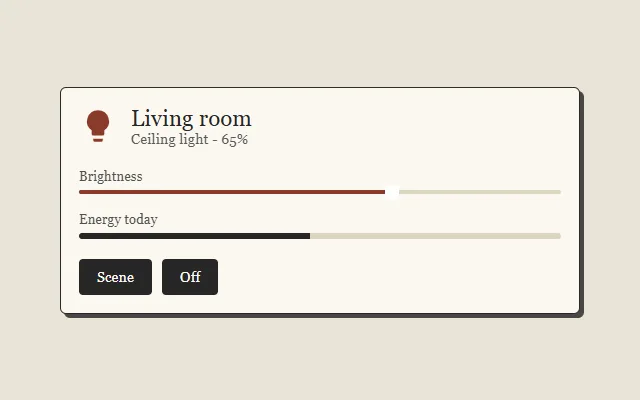 Living room
Ceiling light - 65%
Brightness
Energy today
Scene
Off